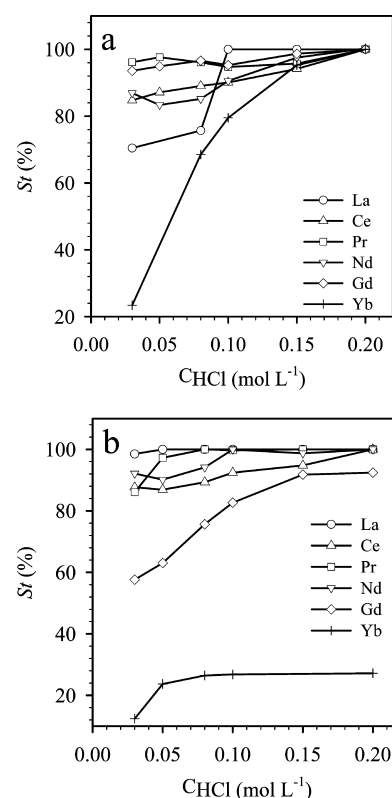 a
100
80
60
40
20
St (%)
La
Ce
Pr
Nd
Gd
Yb
0.00 0.05 0.10 0.15 0.20
CHCl (mol L-1)
b
100
80
60
40
20
St (%)
La
Ce
Pr
Nd
Gd
Yb
0.00 0.05 0.10 0.15 0.20
CHCl (mol L-1)